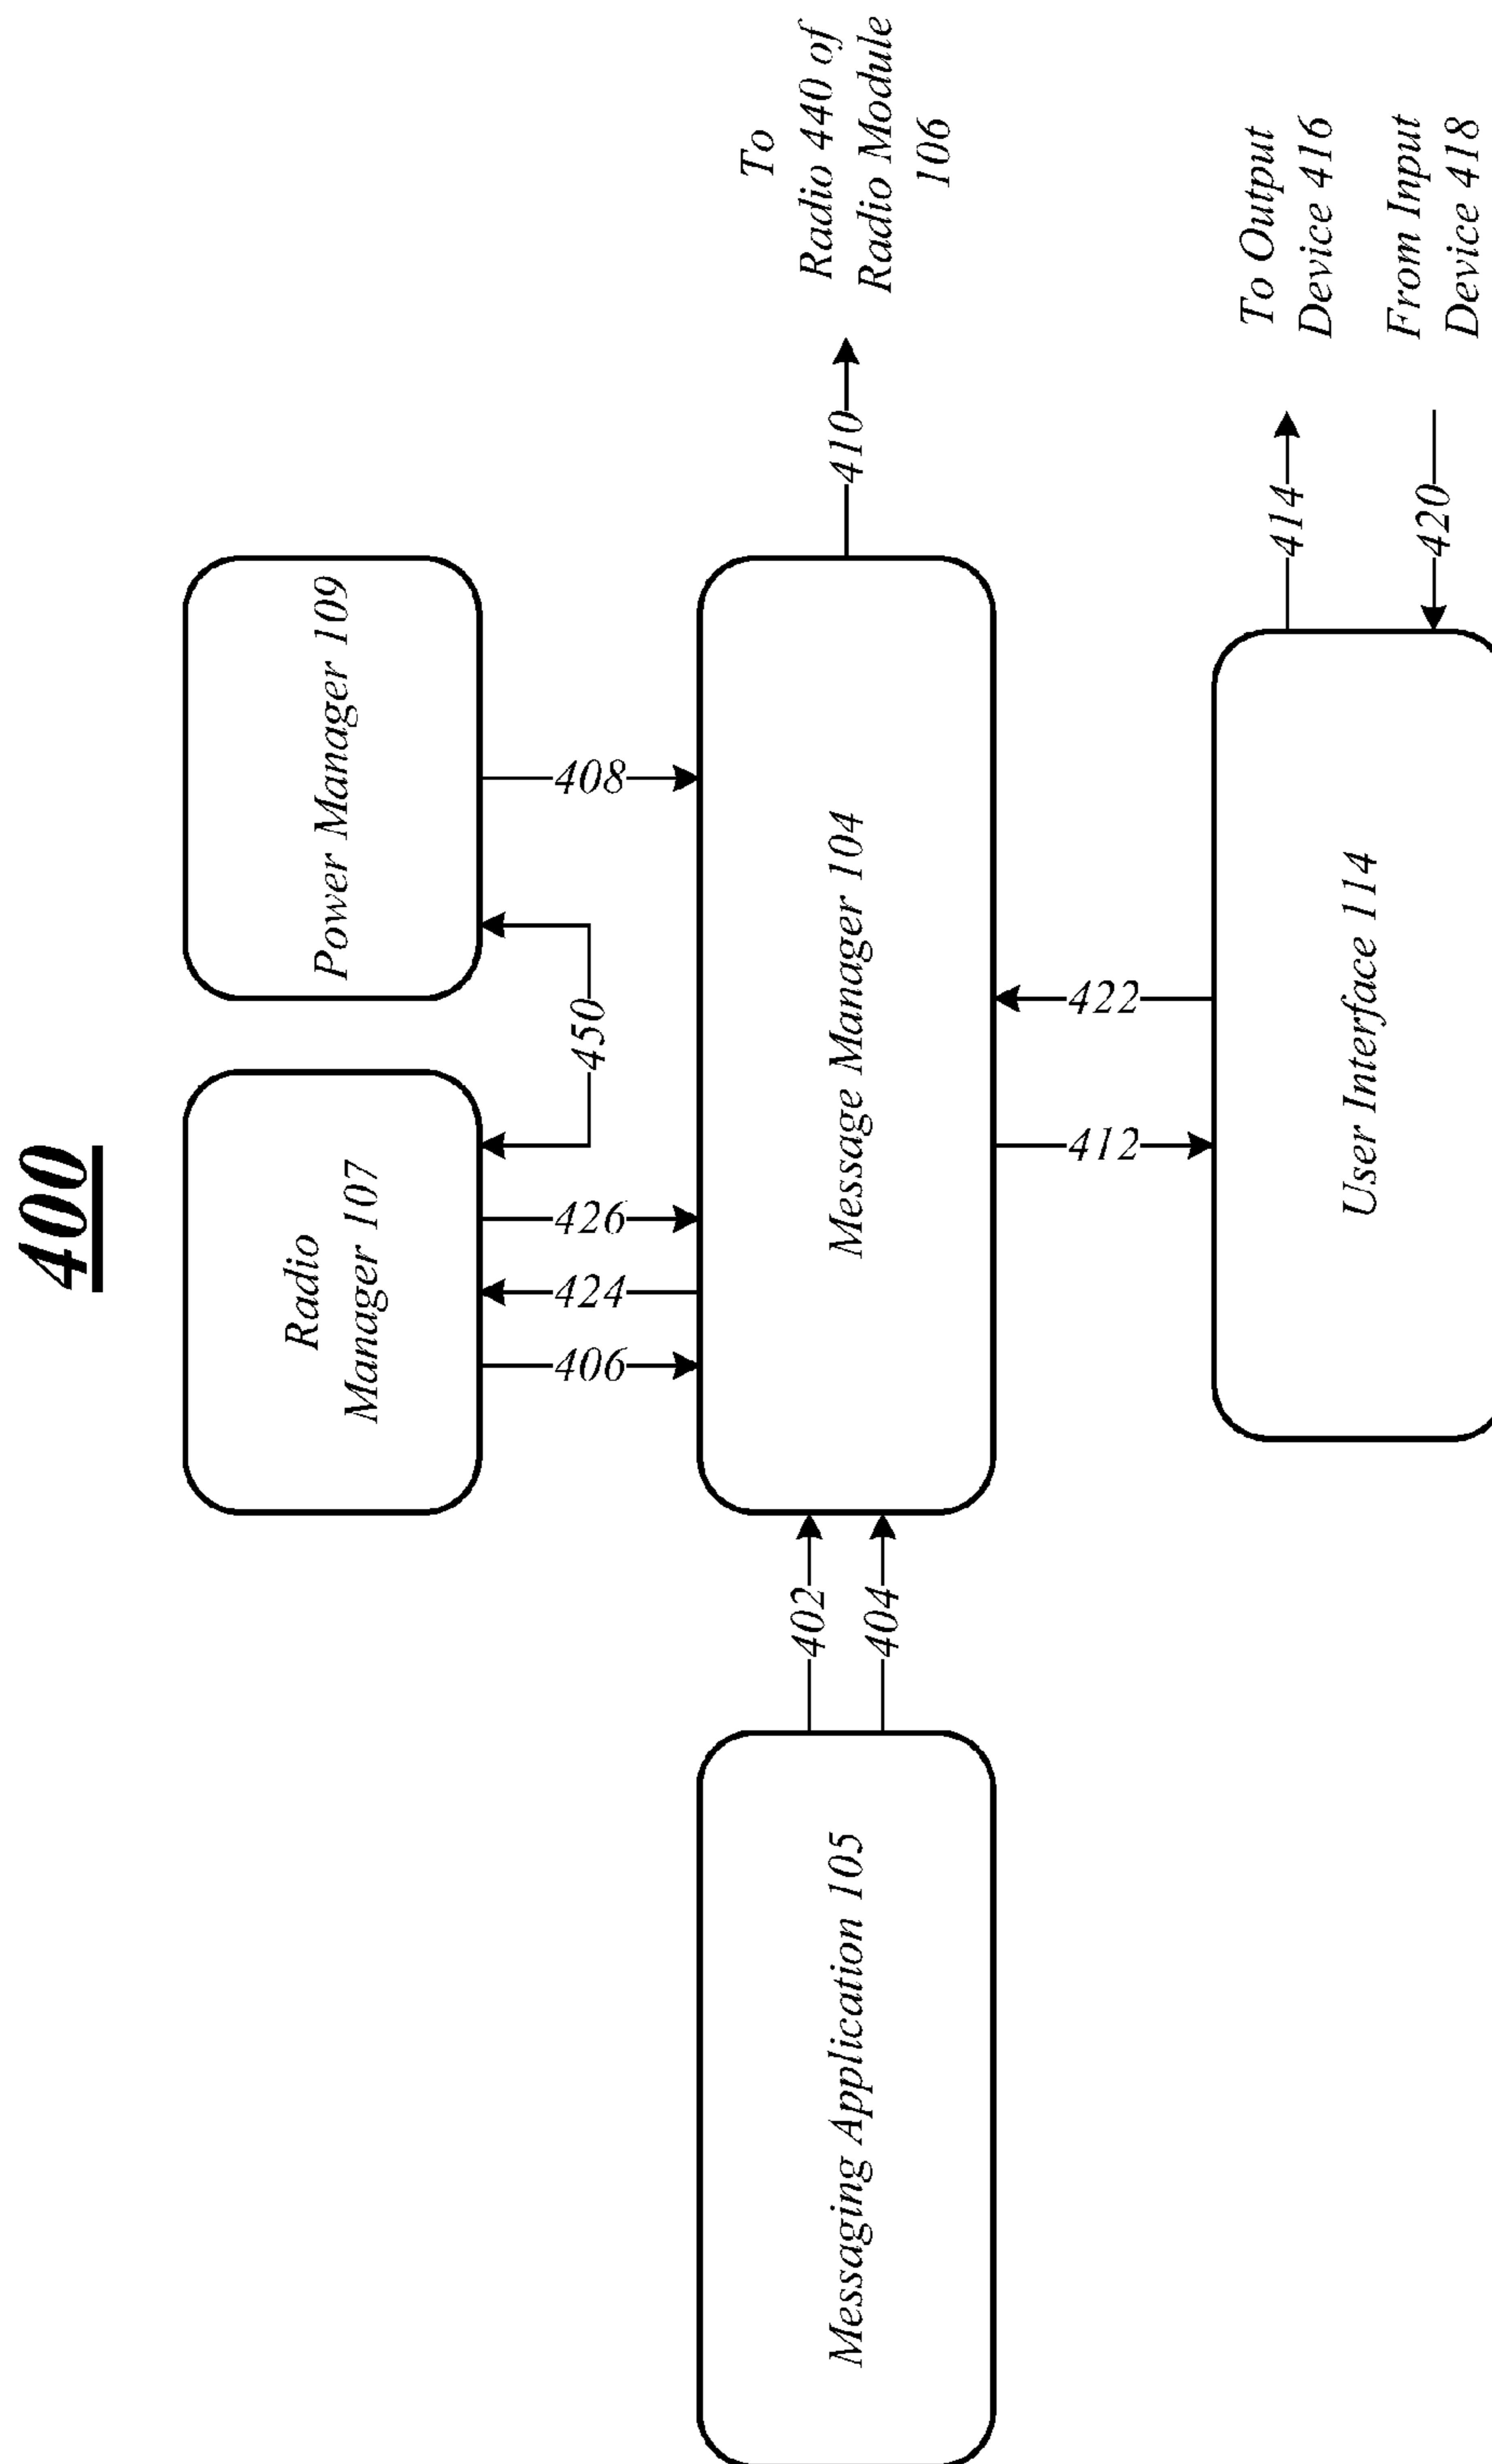 400
Radio
Manager 107
Power Manager 109
450
406
424
426
408
Messaging Application 105
402
404
Message Manager 104
410
To
Radio 440 of
Radio Module
106
412
422
User Interface 114
414
To Output
Device 416
420
From Input
Device 418